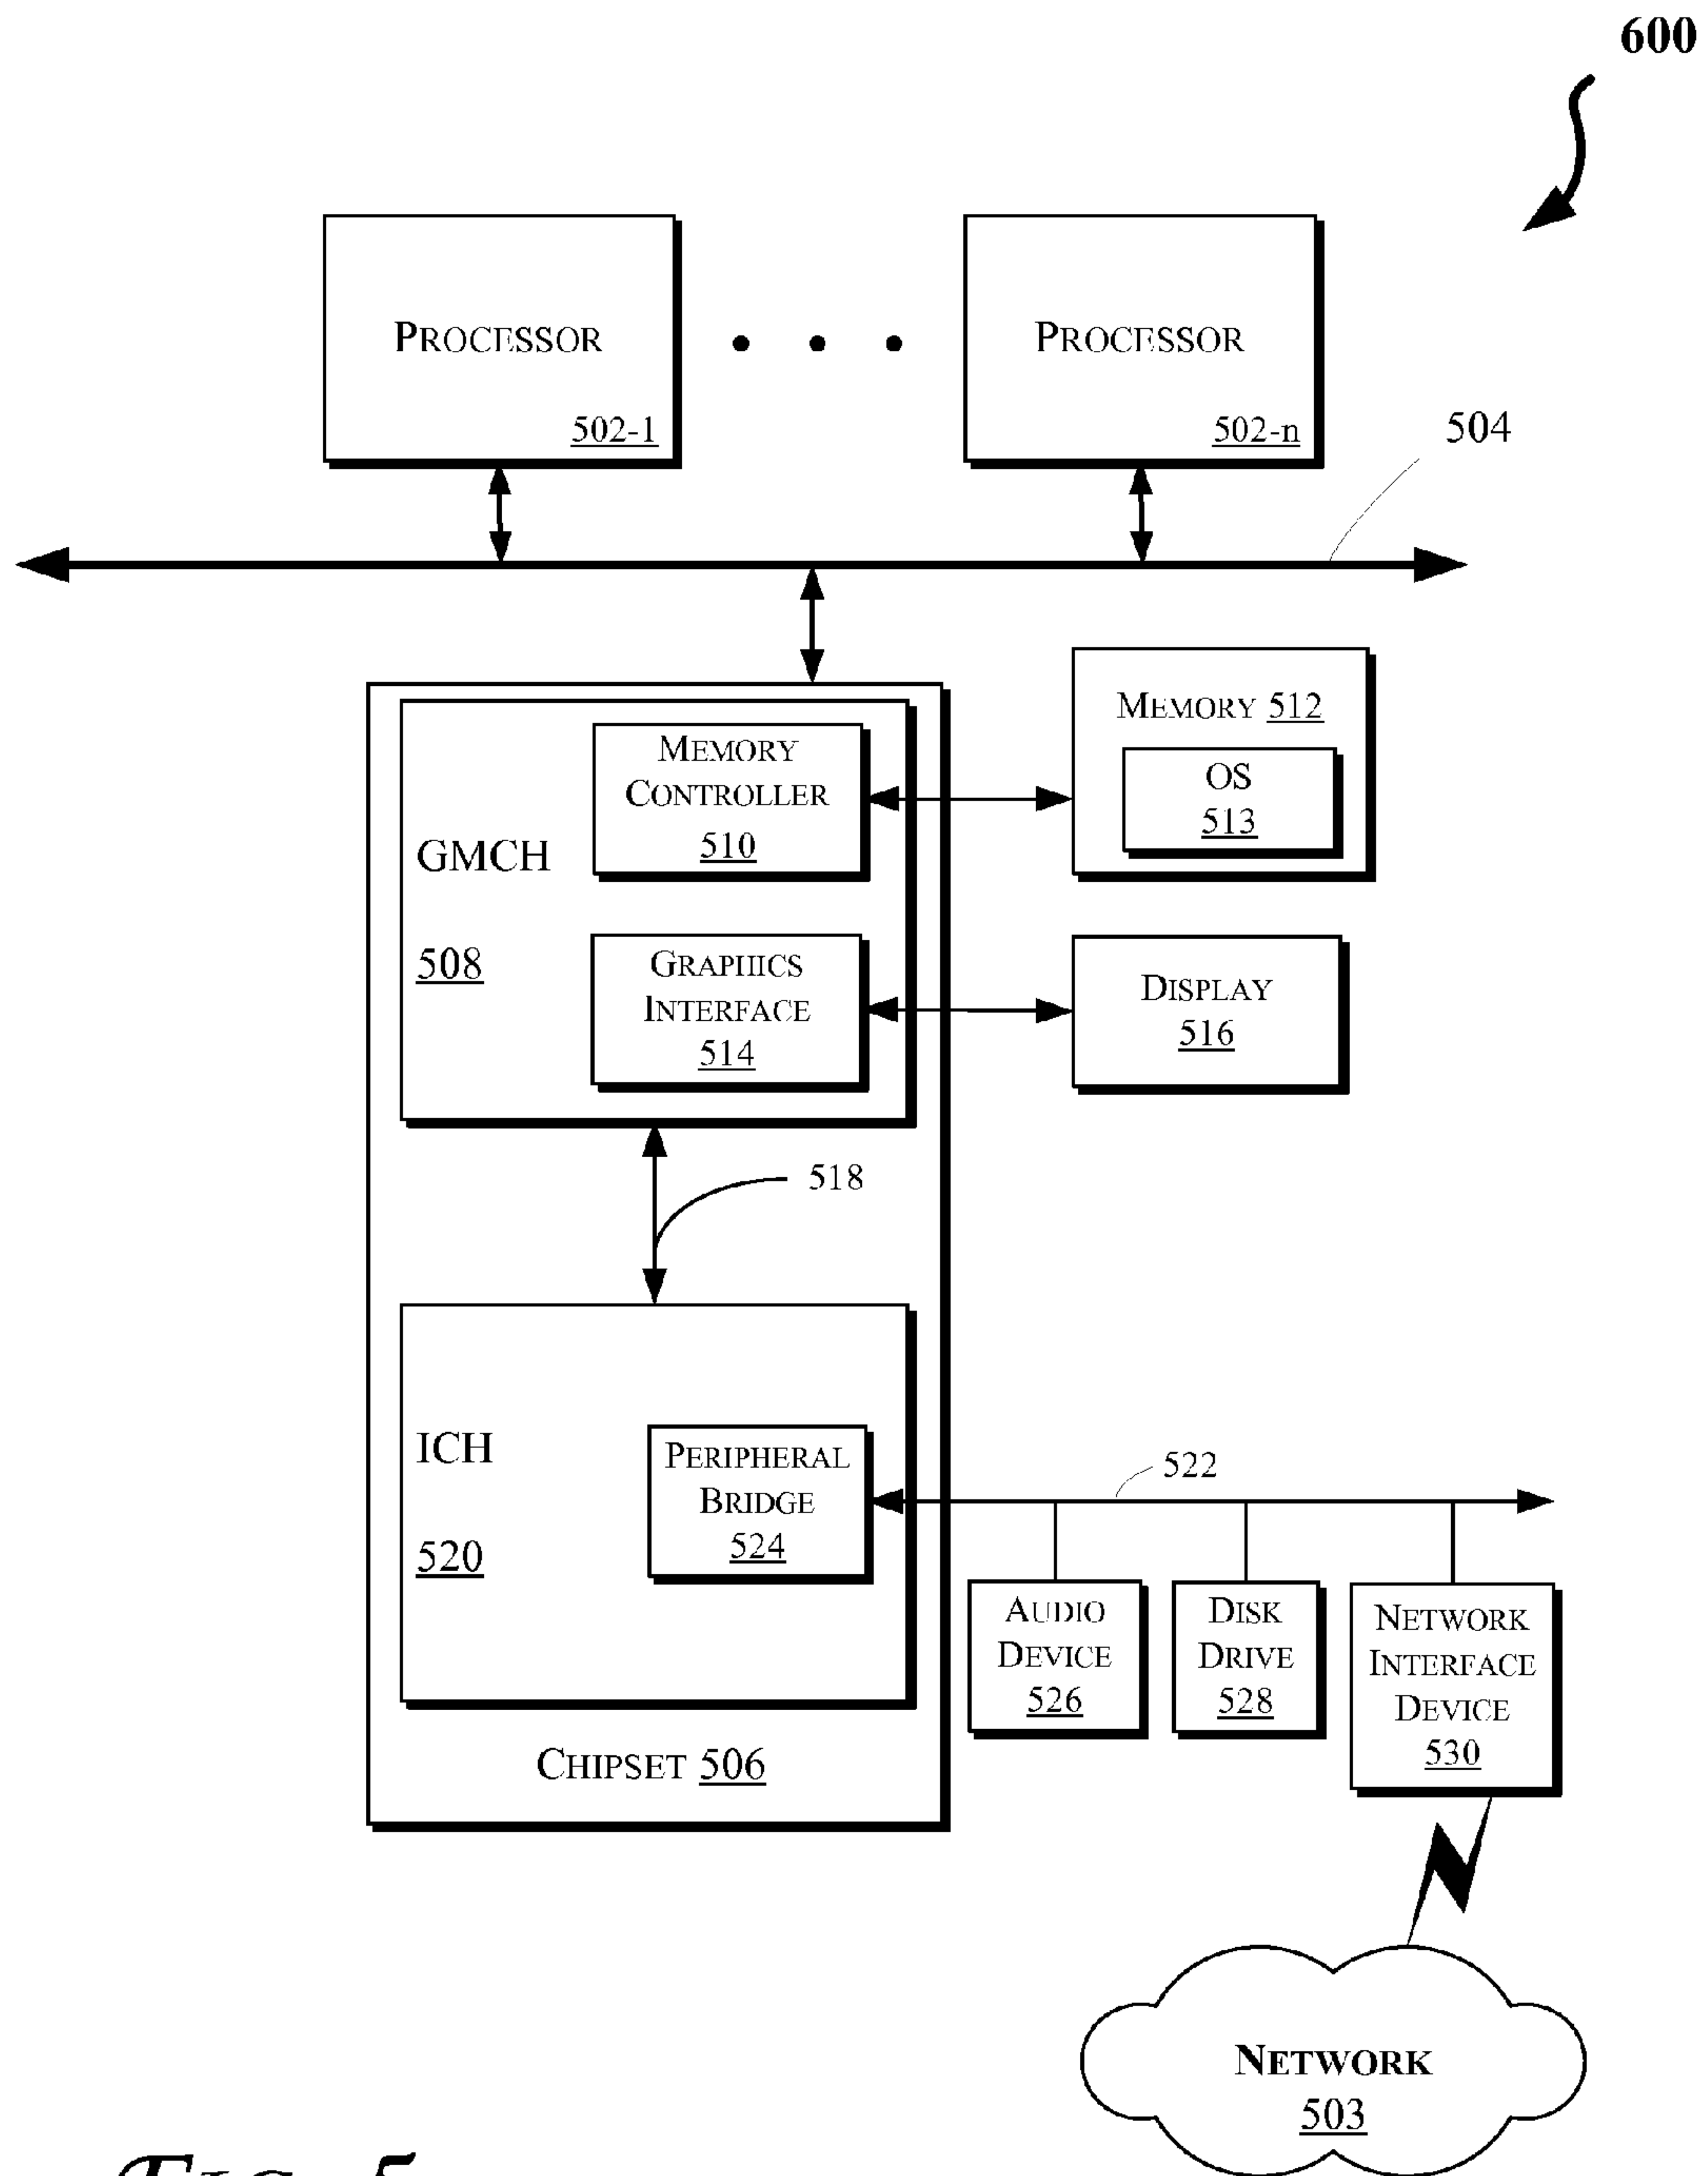 600
PROCESSOR
502-1
PROCESSOR
502-n
504
MEMORY 512
OS
513
MEMORY
CONTROLLER
510
GMCH
508
GRAPHICS
INTERFACE
514
DISPLAY
516
518
ICH
520
PERIPHERAL
BRIDGE
524
522
AUDIO
DEVICE
526
DISK
DRIVE
528
NETWORK
INTERFACE
DEVICE
530
CHIPSET 506
NETWORK
503
FIG. 5